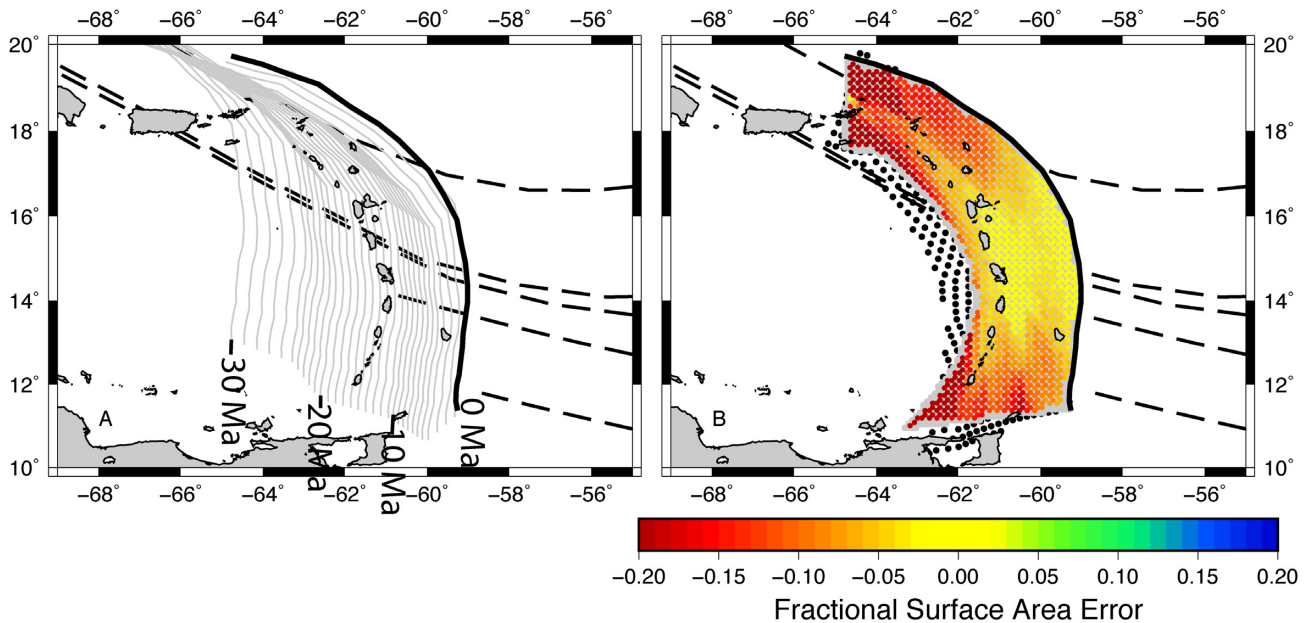 −68° −66° −64° −62° −60° −58° −56° −68° −66° −64° −62° −60° −58° −56°
20° 20°
18° 18°
16° 16°
14° 14°
12° 12°
10° 10°
A
−30 Ma
−20 Ma
−10 Ma
0 Ma
B
−68° −66° −64° −62° −60° −58° −56° −68° −66° −64° −62° −60° −58° −56°
−0.20 −0.15 −0.10 −0.05 0.00 0.05 0.10 0.15 0.20
Fractional Surface Area Error